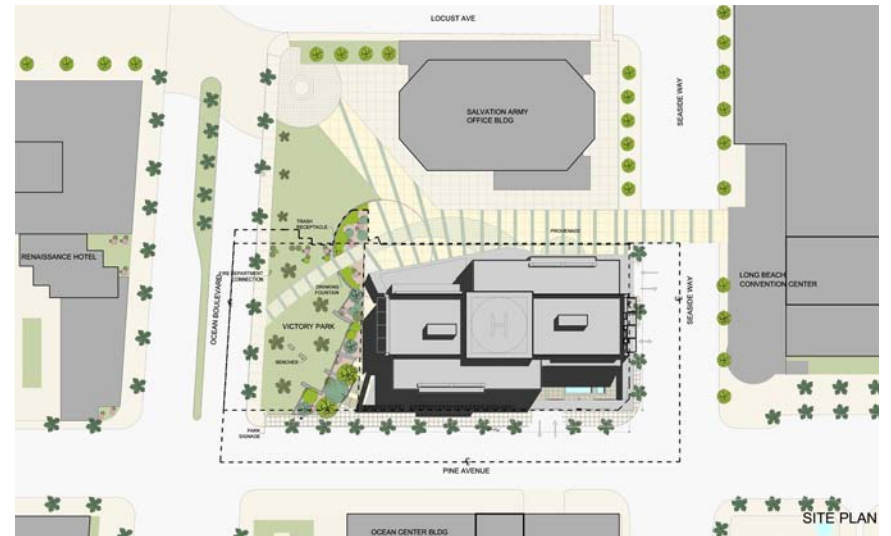 LOCUST AVE
SALVATION ARMY
OFFICE BLDG
SEASIDE WAY
TRASH
RECEPTACLE
PROMENADE
RENAISSANCE HOTEL
FIRE DEPARTMENT
CONNECTION
OCEAN BOULEVARD
DRINKING
FOUNTAIN
VICTORY PARK
BENCHES
H
SEASIDE WAY
LONG BEACH
CONVENTION CENTER
PARK
SIGNAGE
PINE AVENUE
OCEAN CENTER BLDG
SITE PLAN